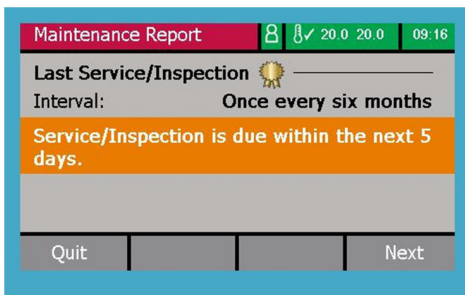 Maintenance Report 8 20.0 20.0 09:16
Last Service/Inspection
Interval: Once every six months
Service/Inspection is due within the next 5
days.
Quit Next